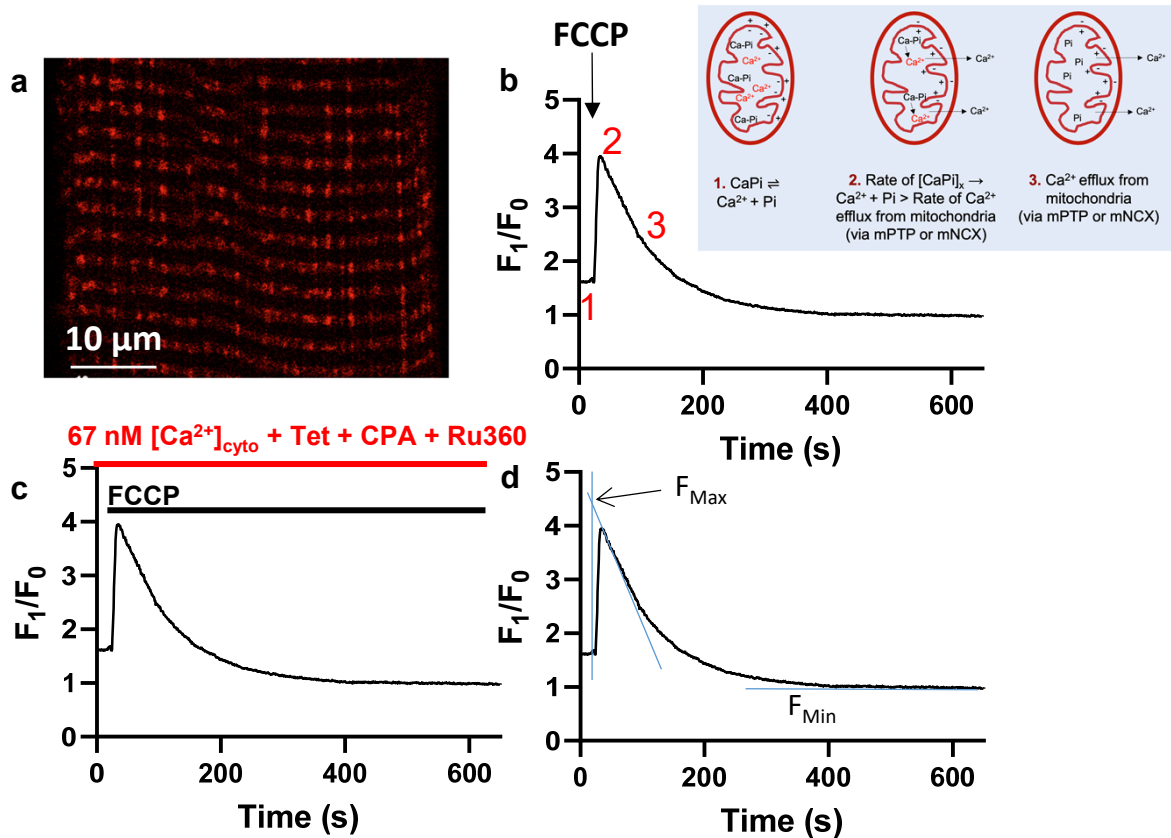 a
10 µm
b
FCCP
F₁/F₀
5
4
3
2
1
0
1
2
3
0
200
400
600
Time (s)
Ca-Pi
Ca²⁺
Ca-Pi
Ca²⁺
Ca²⁺
Ca²⁺
Ca-Pi
Ca-Pi
Ca²⁺
Ca²⁺
Ca-Pi
Ca²⁺
Ca²⁺
Pi
Pi
Pi
Pi
Ca²⁺
Ca²⁺
1. CaPi ⇌
Ca²⁺ + Pi
2. Rate of [CaPi]ₓ →
Ca²⁺ + Pi > Rate of Ca²⁺
efflux from mitochondria
(via mPTP or mNCX)
3. Ca²⁺ efflux from
mitochondria
(via mPTP or mNCX)
67 nM [Ca²⁺]cyto + Tet + CPA + Ru360
c
FCCP
F₁/F₀
5
4
3
2
1
0
0
200
400
600
Time (s)
d
FMax
FMin
F₁/F₀
5
4
3
2
1
0
0
200
400
600
Time (s)